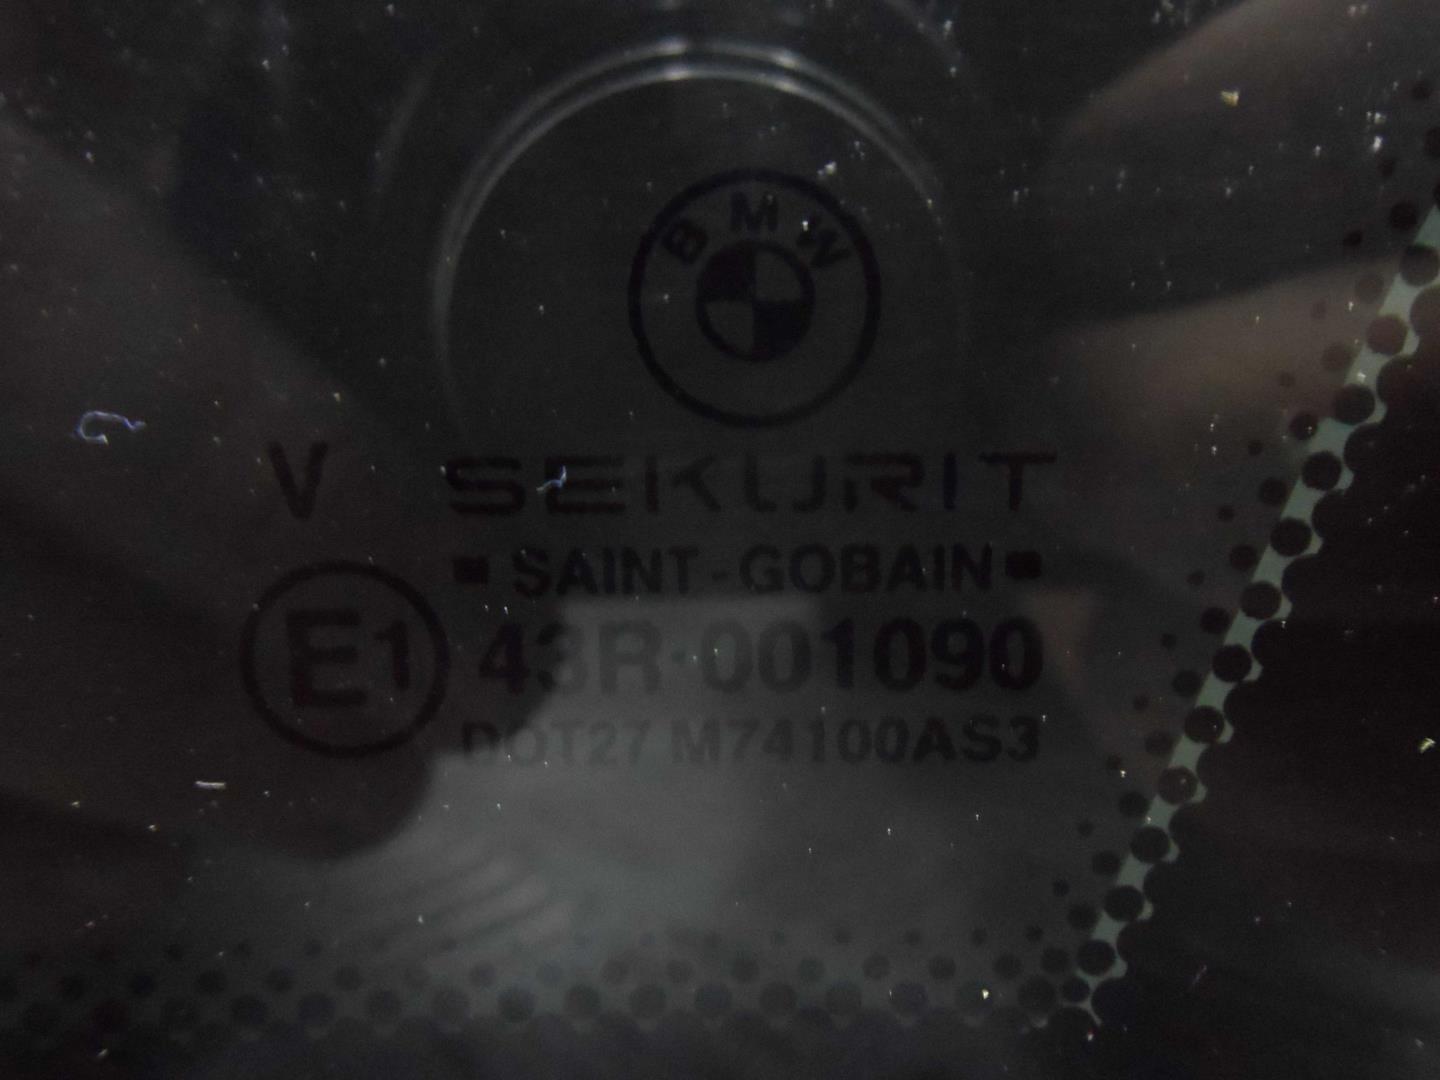 BMW
V SEKURIT
SAINT-GOBAIN
E1 43R-001090
DOT27 M74100AS3